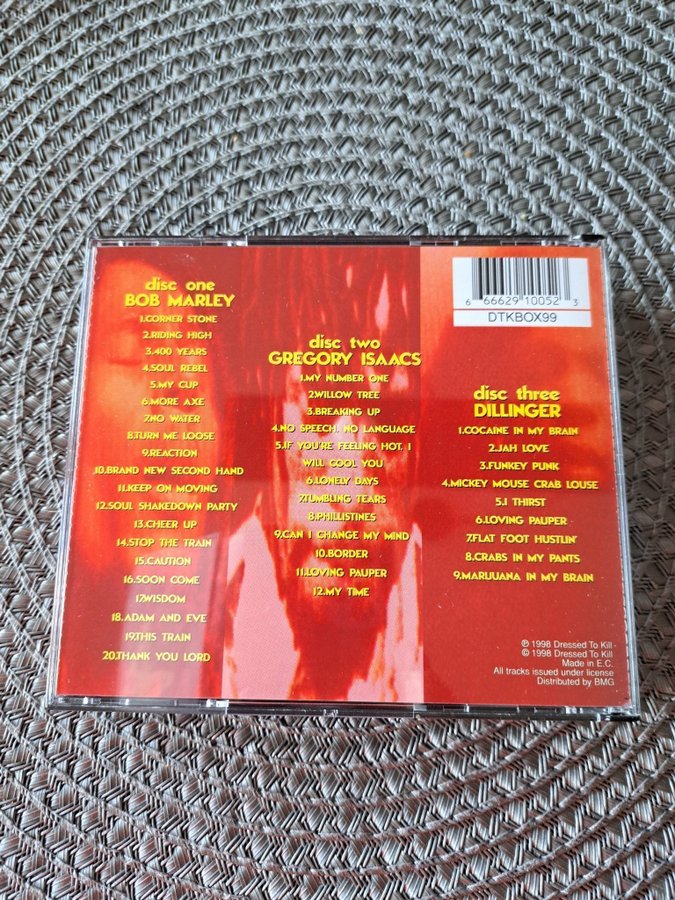 disc one
BOB MARLEY
1.CORNER STONE
2.RIDING HIGH
3.400 YEARS
4.SOUL REBEL
5.MY CUP
6.MORE AXE
7.NO WATER
8.TURN ME LOOSE
9.REACTION
10.BRAND NEW SECOND HAND
11.KEEP ON MOVING
12.SOUL SHAKEDOWN PARTY
13.CHEER UP
14.STOP THE TRAIN
15.CAUTION
16.SOON COME
17.WISDOM
18.ADAM AND EVE
19.THIS TRAIN
20.THANK YOU LORD
disc two
GREGORY ISAACS
1.MY NUMBER ONE
2.WILLOW TREE
3.BREAKING UP
4.NO SPEECH, NO LANGUAGE
5.IF YOU'RE FEELING HOT, I
WILL COOL YOU
6.LONELY DAYS
7.TUMBLING TEARS
8.PHILLISTINES
9.CAN I CHANGE MY MIND
10.BORDER
11.LOVING PAUPER
12.MY TIME
6 66629 10052 3
DTKBOX99
disc three
DILLINGER
1.COCAINE IN MY BRAIN
2.JAH LOVE
3.FUNKEY PUNK
4.MICKEY MOUSE CRAB LOUSE
5.I THIRST
6.LOVING PAUPER
7.FLAT FOOT HUSTLIN'
8.CRABS IN MY PANTS
9.MARIJUANA IN MY BRAIN
℗ 1998 Dressed To Kill
© 1998 Dressed To Kill
Made in E.C.
All tracks issued under license
Distributed by BMG